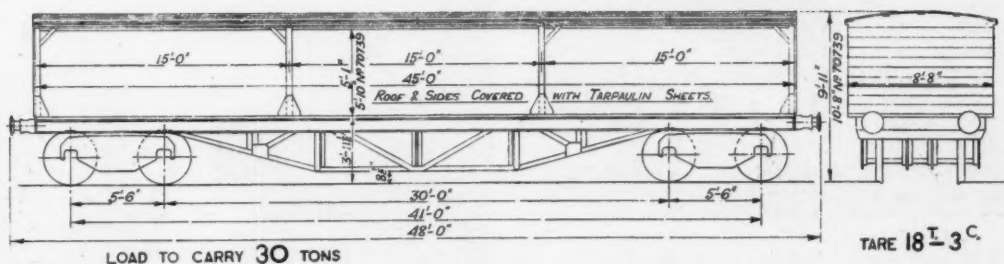 15'-0" 15'-0" 15'-0"
45'-0"
5'-1"
5'-10" Nº 70739
ROOF & SIDES COVERED WITH TARPAULIN SHEETS.
3'-11"
5'-6" 30'-0" 5'-6"
41'-0"
48'-0"
LOAD TO CARRY 30 TONS
9'-11"
10'-8" Nº 70739
8'-8"
TARE 18 T. - 3 C.